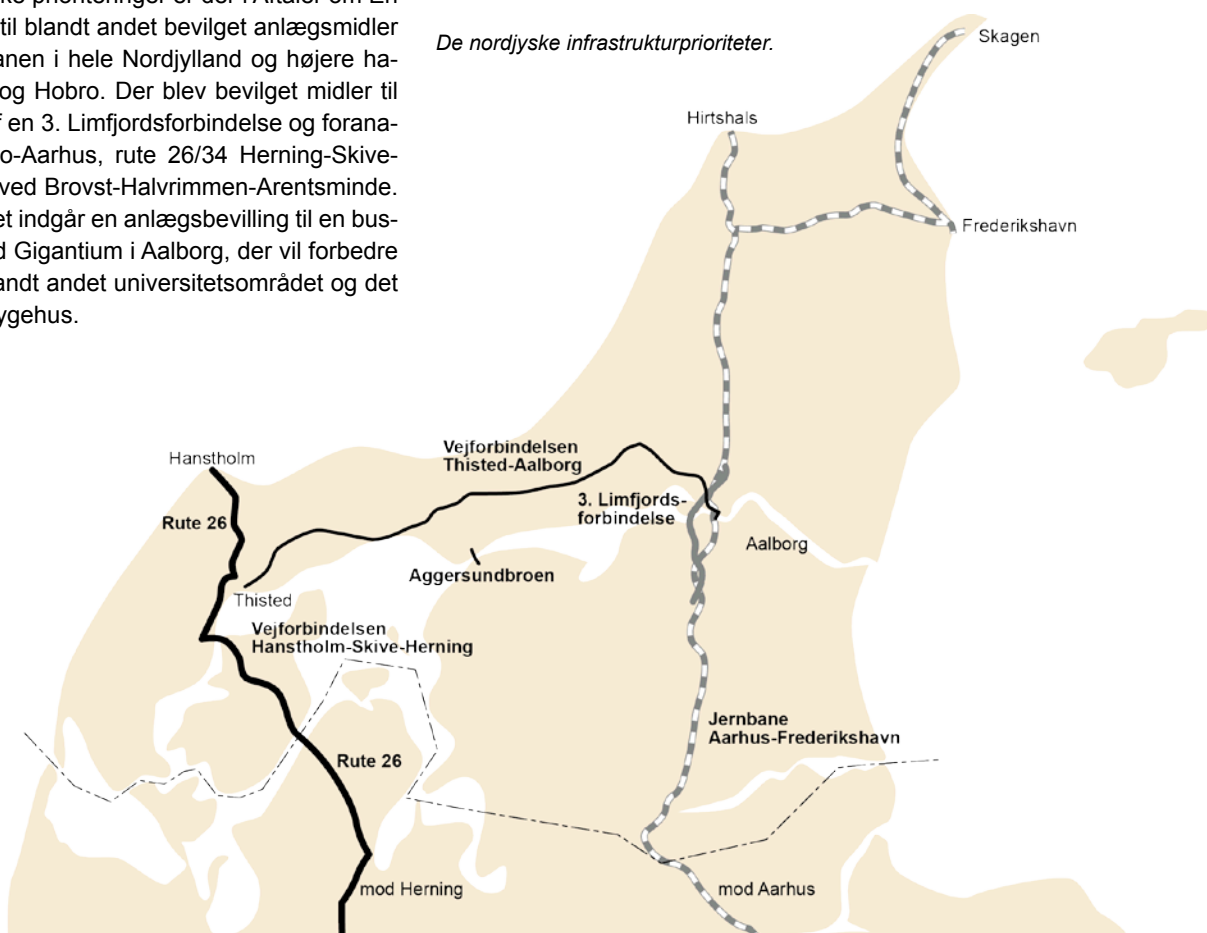 ke prioriteringer er der i Aftaler om En
til blandt andet bevilget anlægsmidler
anen i hele Nordjylland og højere ha-
og Hobro. Der blev bevilget midler til
f en 3. Limfjordsforbindelse og forana-
o-Aarhus, rute 26/34 Herning-Skive-
ved Brovst-Halvrimmen-Arentsminde.
et indgår en anlægsbevilling til en bus-
d Gigantium i Aalborg, der vil forbedre
andt andet universitetsområdet og det
ygehus.
De nordjyske infrastrukturprioriteter.
Skagen
Hirtshals
Frederikshavn
Hanstholm
Vejforbindelsen
Thisted-Aalborg
3. Limfjords-
forbindelse
Rute 26
Aalborg
Aggersundbroen
Thisted
Vejforbindelsen
Hanstholm-Skive-Herning
Jernbane
Aarhus-Frederikshavn
Rute 26
mod Herning
mod Aarhus